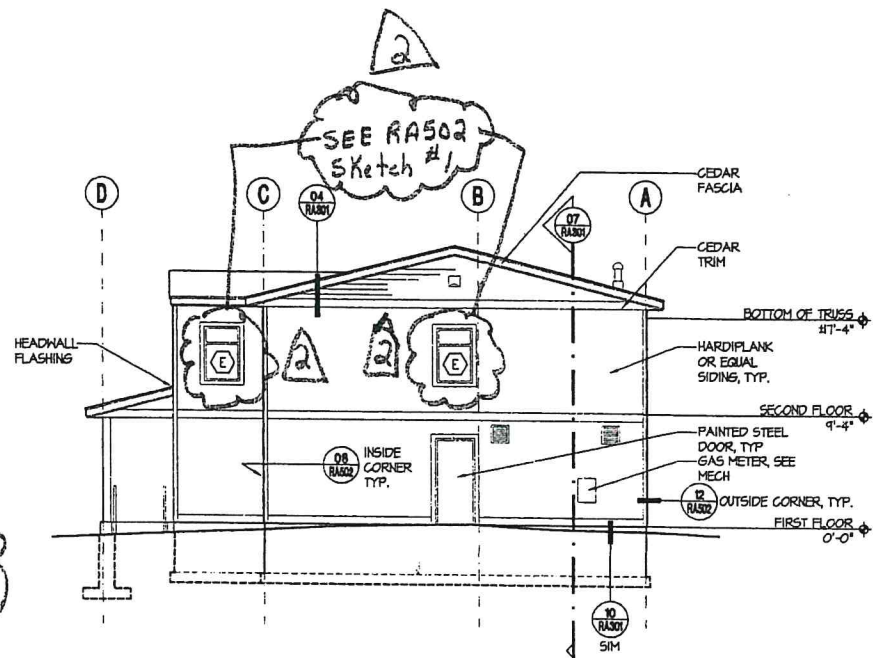 2
SEE RA502
SKetch #1
D
C
04
RA301
B
07
RA301
A
CEDAR
FASCIA
CEDAR
TRIM
BOTTOM OF TRUSS
±17'-4"
HEADWALL
FLASHING
E
2
2
E
HARDIPLANK
OR EQUAL
SIDING, TYP.
SECOND FLOOR
9'-4"
08
RA502
INSIDE
CORNER
TYP.
PAINTED STEEL
DOOR, TYP
GAS METER, SEE
MECH
12
RA502
OUTSIDE CORNER, TYP.
FIRST FLOOR
0'-0"
10
RA301
SIM